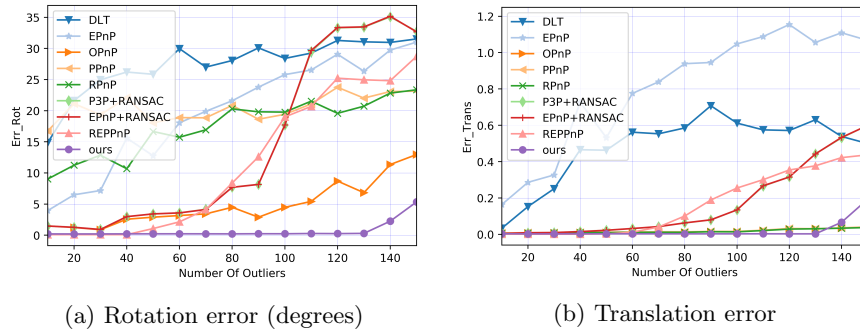 35
30
25
20
15
10
5
0
Err_Rot
DLT
EPnP
OPnP
PPnP
RPnP
P3P+RANSAC
EPnP+RANSAC
REPPnP
ours
20 40 60 80 100 120 140
Number Of Outliers
(a) Rotation error (degrees)
1.2
1.0
0.8
0.6
0.4
0.2
0.0
Err_Trans
DLT
EPnP
OPnP
PPnP
RPnP
P3P+RANSAC
EPnP+RANSAC
REPPnP
ours
20 40 60 80 100 120 140
Number Of Outliers
(b) Translation error